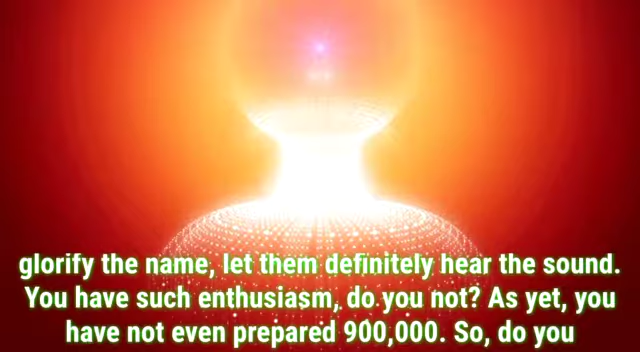 glorify the name, let them definitely hear the sound.
You have such enthusiasm, do you not? As yet, you
have not even prepared 900,000. So, do you